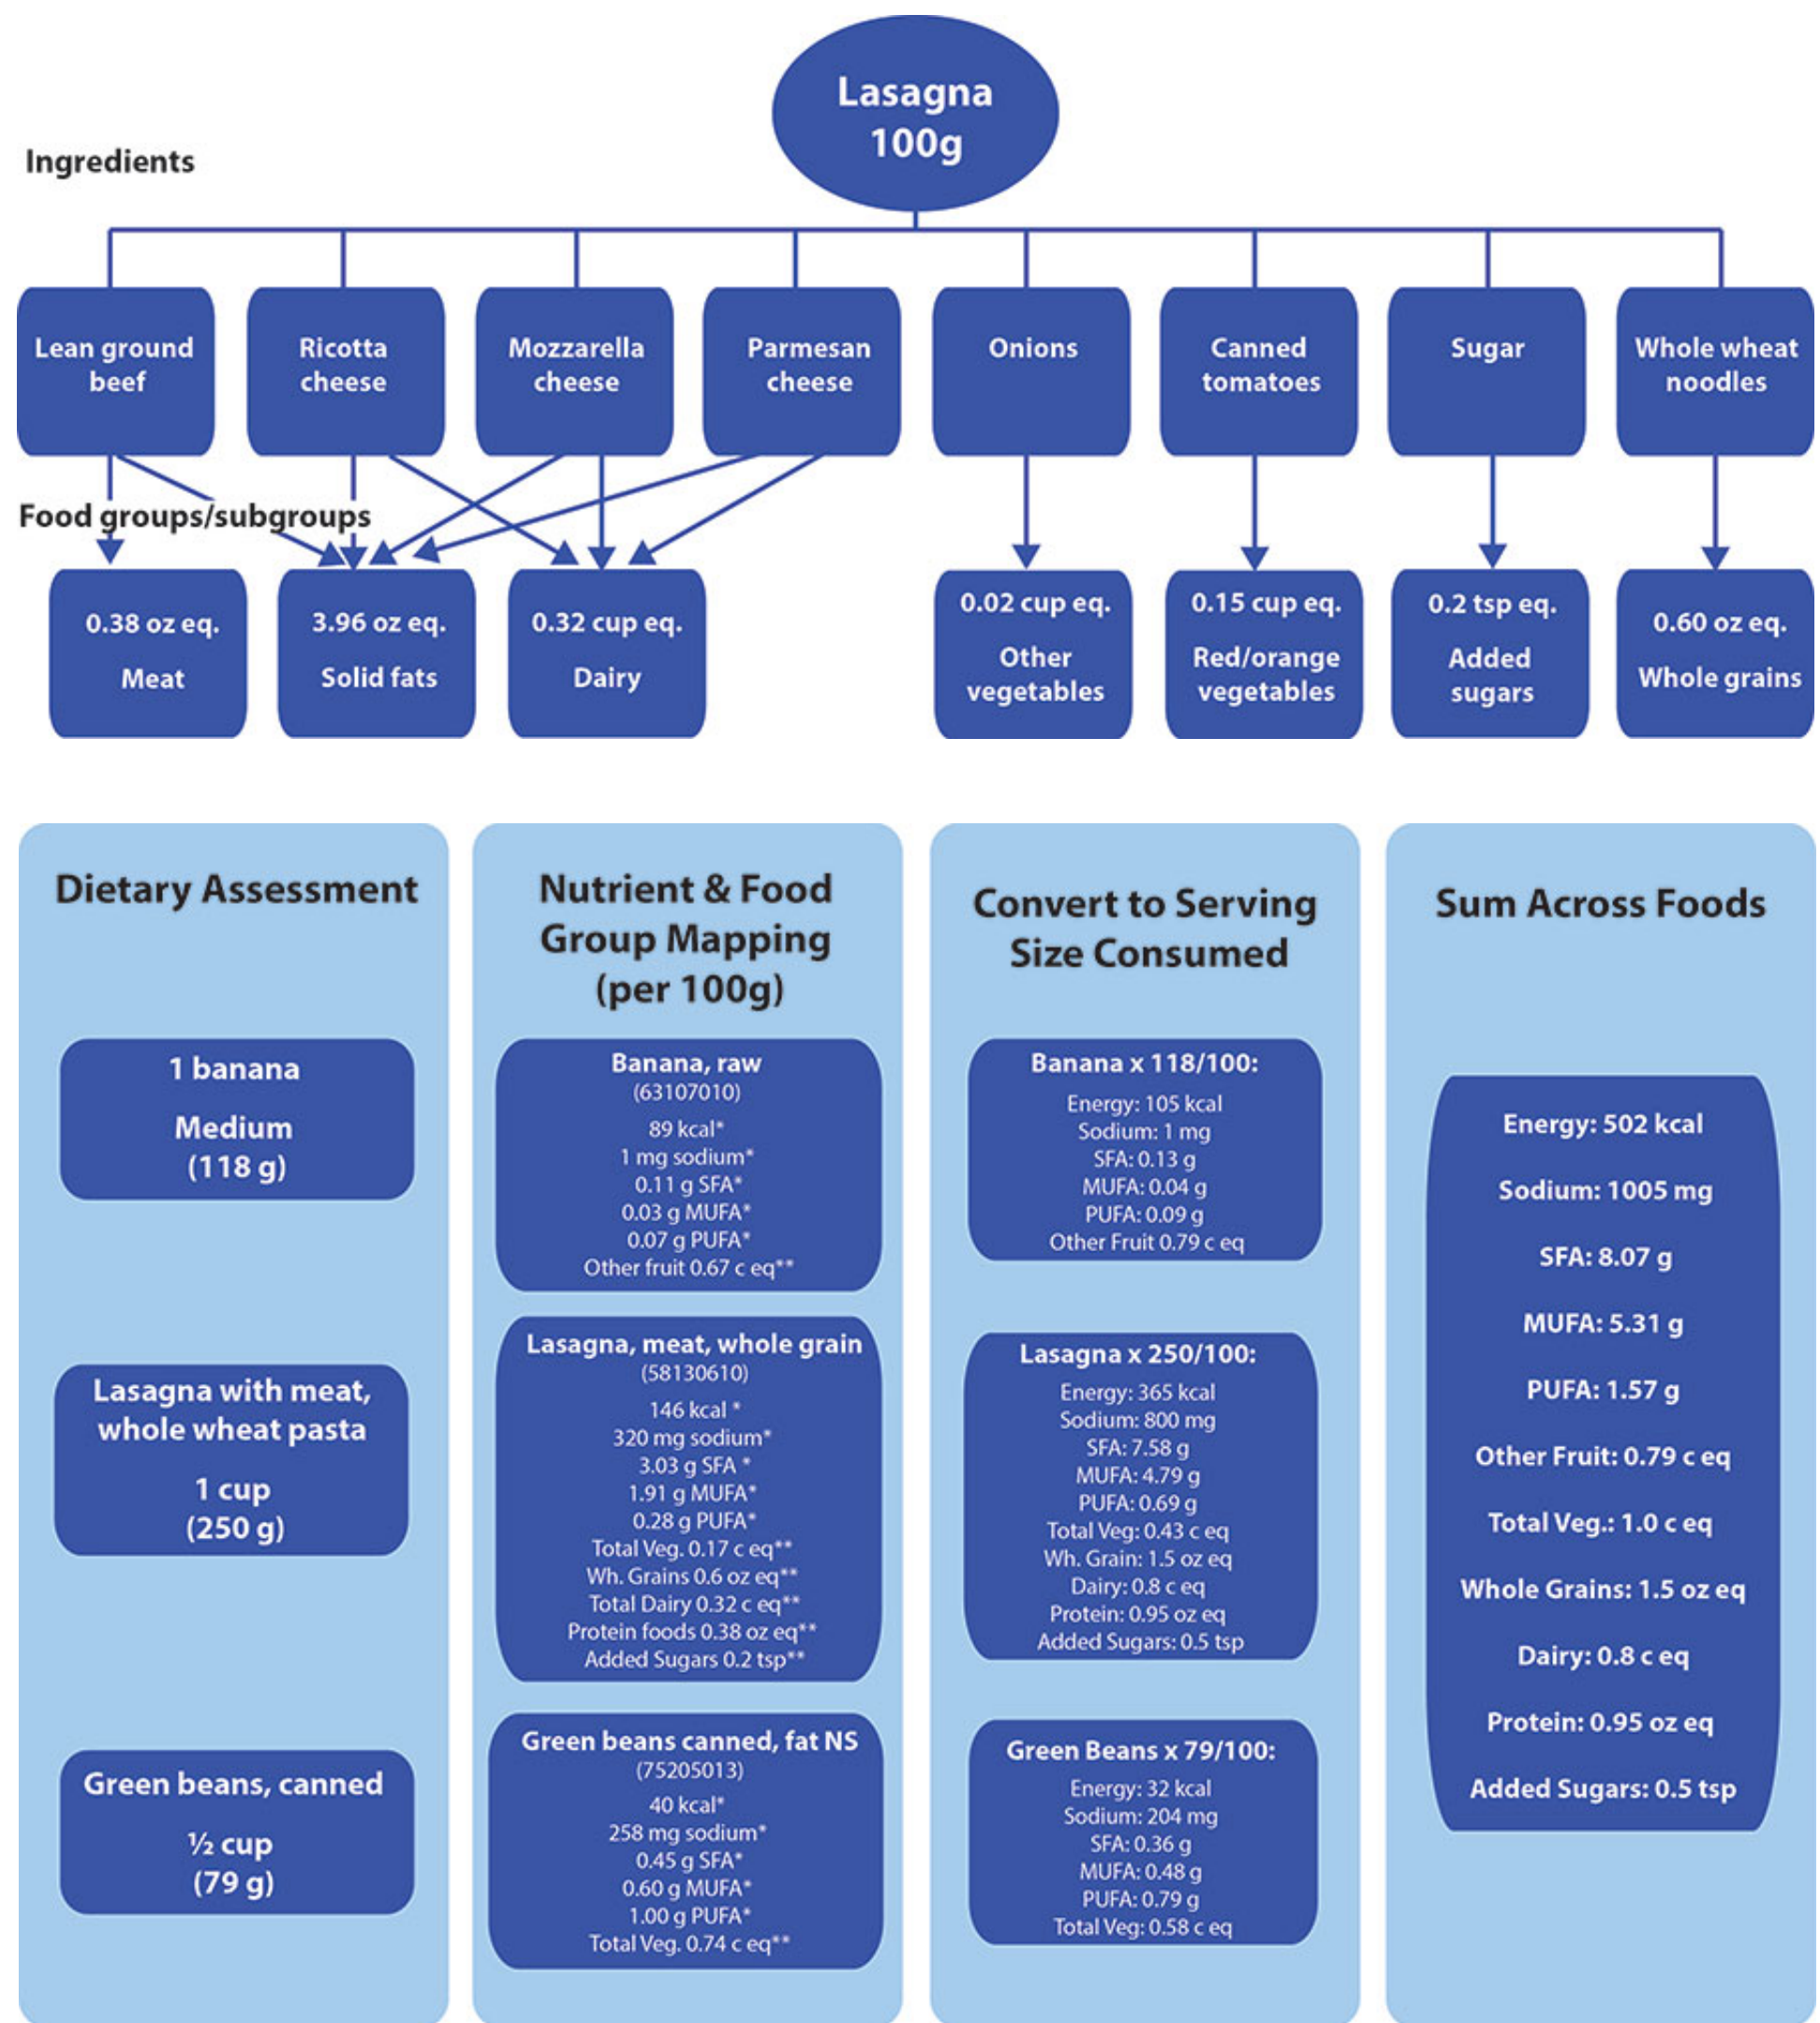 Lasagna
100g
Ingredients
Lean ground
beef
Ricotta
cheese
Mozzarella
cheese
Parmesan
cheese
Onions
Canned
tomatoes
Sugar
Whole wheat
noodles
Food groups/subgroups
0.38 oz eq.
Meat
3.96 oz eq.
Solid fats
0.32 cup eq.
Dairy
0.02 cup eq.
Other
vegetables
0.15 cup eq.
Red/orange
vegetables
0.2 tsp eq.
Added
sugars
0.60 oz eq.
Whole grains
Dietary Assessment
1 banana
Medium
(118 g)
Lasagna with meat,
whole wheat pasta
1 cup
(250 g)
Green beans, canned
½ cup
(79 g)
Nutrient & Food
Group Mapping
(per 100g)
Banana, raw
(63107010)
89 kcal*
1 mg sodium*
0.11 g SFA*
0.03 g MUFA*
0.07 g PUFA*
Other fruit 0.67 c eq**
Lasagna, meat, whole grain
(58130610)
146 kcal *
320 mg sodium*
3.03 g SFA *
1.91 g MUFA*
0.28 g PUFA*
Total Veg. 0.17 c eq**
Wh. Grains 0.6 oz eq**
Total Dairy 0.32 c eq**
Protein foods 0.38 oz eq**
Added Sugars 0.2 tsp**
Green beans canned, fat NS
(75205013)
40 kcal*
258 mg sodium*
0.45 g SFA*
0.60 g MUFA*
1.00 g PUFA*
Total Veg. 0.74 c eq**
Convert to Serving
Size Consumed
Banana x 118/100:
Energy: 105 kcal
Sodium: 1 mg
SFA: 0.13 g
MUFA: 0.04 g
PUFA: 0.09 g
Other Fruit 0.79 c eq
Lasagna x 250/100:
Energy: 365 kcal
Sodium: 800 mg
SFA: 7.58 g
MUFA: 4.79 g
PUFA: 0.69 g
Total Veg: 0.43 c eq
Wh. Grain: 1.5 oz eq
Dairy: 0.8 c eq
Protein: 0.95 oz eq
Added Sugars: 0.5 tsp
Green Beans x 79/100:
Energy: 32 kcal
Sodium: 204 mg
SFA: 0.36 g
MUFA: 0.48 g
PUFA: 0.79 g
Total Veg: 0.58 c eq
Sum Across Foods
Energy: 502 kcal
Sodium: 1005 mg
SFA: 8.07 g
MUFA: 5.31 g
PUFA: 1.57 g
Other Fruit: 0.79 c eq
Total Veg.: 1.0 c eq
Whole Grains: 1.5 oz eq
Dairy: 0.8 c eq
Protein: 0.95 oz eq
Added Sugars: 0.5 tsp